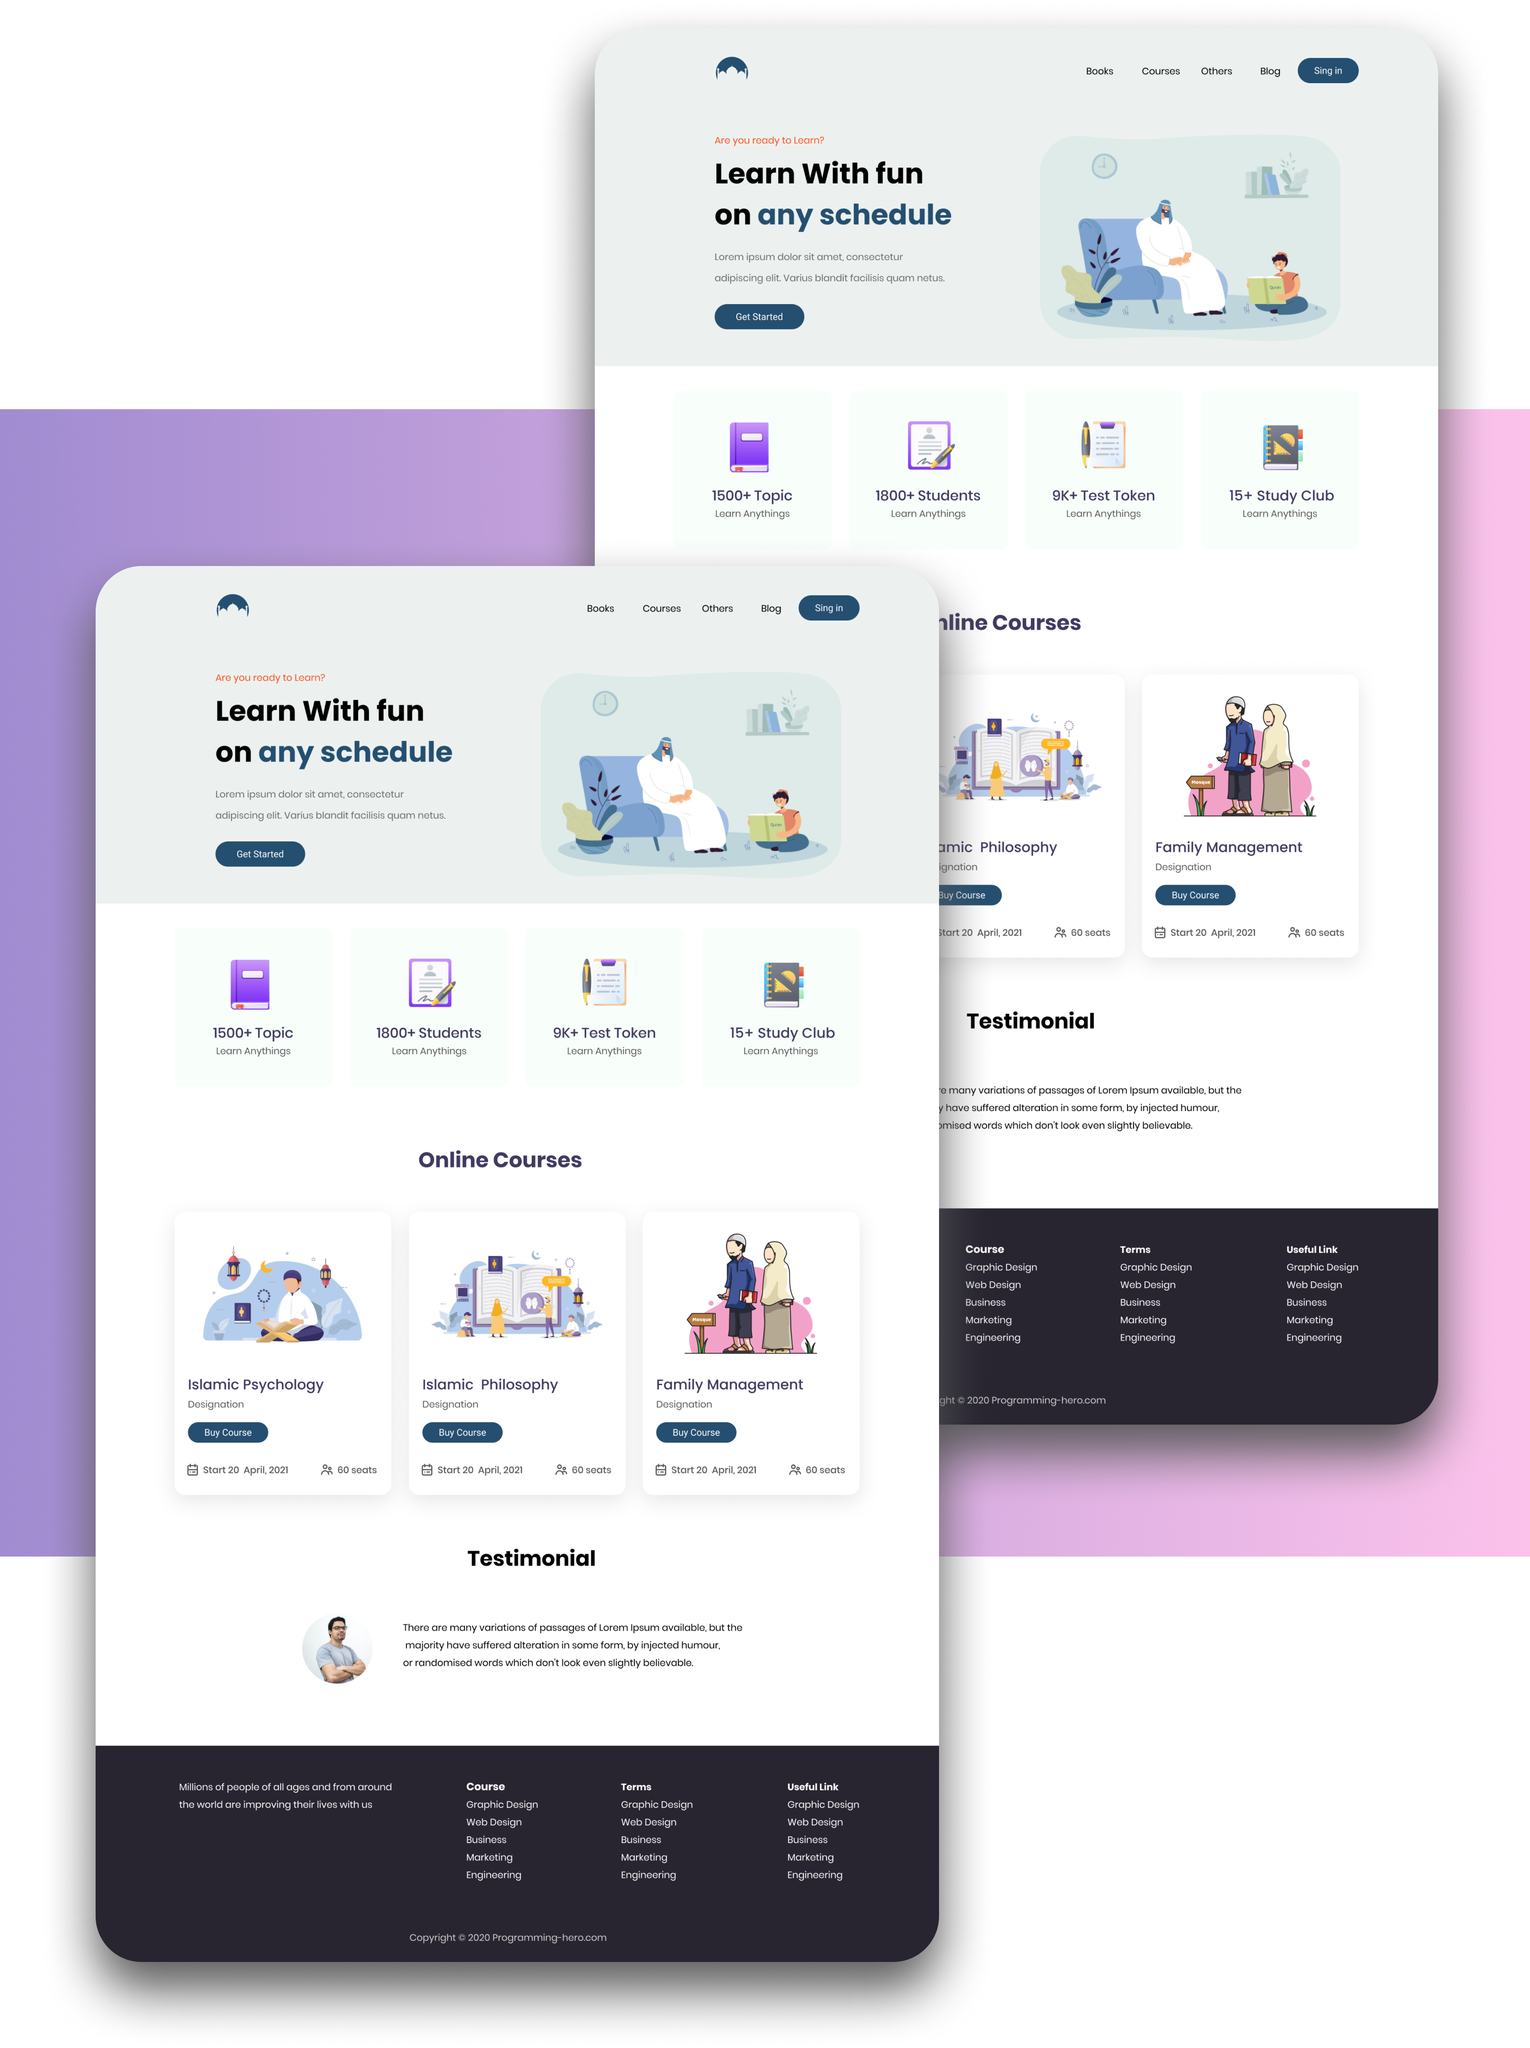 Books Courses Others Blog Sing in
Are you ready to Learn?
Learn With fun
on any schedule
Lorem ipsum dolor sit amet, consectetur
adipiscing elit. Varius blandit facilisis quam netus.
Get Started
Quran
1500+ Topic
Learn Anythings
1800+ Students
Learn Anythings
9K+ Test Token
Learn Anythings
15+ Study Club
Learn Anythings
nline Courses
amic Philosophy
ignation
Buy Course
Start 20 April, 2021
60 seats
Mosque
Family Management
Designation
Buy Course
Start 20 April, 2021
60 seats
Testimonial
re many variations of passages of Lorem Ipsum available, but the
y have suffered alteration in some form, by injected humour,
omised words which don't look even slightly believable.
Course
Graphic Design
Web Design
Business
Marketing
Engineering
Terms
Graphic Design
Web Design
Business
Marketing
Engineering
Useful Link
Graphic Design
Web Design
Business
Marketing
Engineering
ght © 2020 Programming-hero.com
Books Courses Others Blog Sing in
Are you ready to Learn?
Learn With fun
on any schedule
Lorem ipsum dolor sit amet, consectetur
adipiscing elit. Varius blandit facilisis quam netus.
Get Started
Quran
1500+ Topic
Learn Anythings
1800+ Students
Learn Anythings
9K+ Test Token
Learn Anythings
15+ Study Club
Learn Anythings
Online Courses
Islamic Psychology
Designation
Buy Course
Start 20 April, 2021
60 seats
Islamic Philosophy
Designation
Buy Course
Start 20 April, 2021
60 seats
Mosque
Family Management
Designation
Buy Course
Start 20 April, 2021
60 seats
Testimonial
There are many variations of passages of Lorem Ipsum available, but the
majority have suffered alteration in some form, by injected humour,
or randomised words which don't look even slightly believable.
Millions of people of all ages and from around
the world are improving their lives with us
Course
Graphic Design
Web Design
Business
Marketing
Engineering
Terms
Graphic Design
Web Design
Business
Marketing
Engineering
Useful Link
Graphic Design
Web Design
Business
Marketing
Engineering
Copyright © 2020 Programming-hero.com